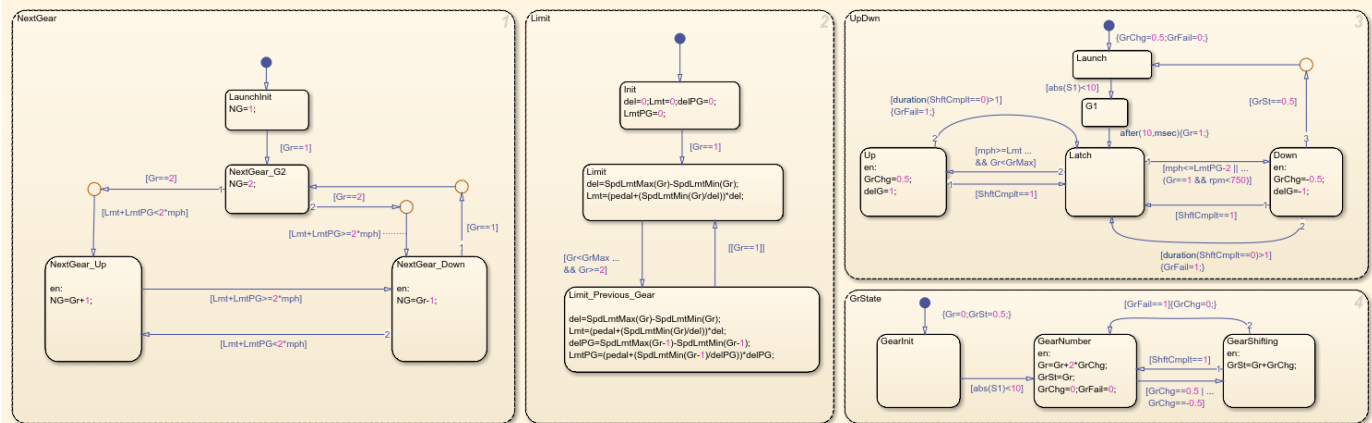 NextGear
1
LaunchInit
NG=1;
[Gr==1]
NextGear_G2
NG=2;
1
[Gr==2]
2
[Gr==2]
[Lmt+LmtPG<2*mph]
[Lmt+LmtPG>=2*mph]
[Gr==1]
1
NextGear_Up
en:
NG=Gr+1;
NextGear_Down
en:
NG=Gr-1;
[Lmt+LmtPG>=2*mph]
2
[Lmt+LmtPG<2*mph]
Limit
2
Init
del=0;Lmt=0;delPG=0;
LmtPG=0;
[Gr==1]
Limit
del=SpdLmtMax(Gr)-SpdLmtMin(Gr);
Lmt=(pedal+(SpdLmtMin(Gr)/del))*del;
[Gr<GrMax ...
&& Gr>=2]
[[Gr==1]]
Limit_Previous_Gear
del=SpdLmtMax(Gr)-SpdLmtMin(Gr);
Lmt=(pedal+(SpdLmtMin(Gr)/del))*del;
delPG=SpdLmtMax(Gr-1)-SpdLmtMin(Gr-1);
LmtPG=(pedal+(SpdLmtMin(Gr-1)/delPG))*delPG;
UpDwn
3
{GrChg=0.5;GrFail=0;}
Launch
[abs(S1)<10]
G1
after(10,msec){Gr=1;}
[GrSt==0.5]
3
[duration(ShftCmplt==0)>1]
{GrFail=1;}
2
Up
en:
GrChg=0.5;
delG=1;
1
[mph>=Lmt ...
&& Gr<GrMax]
2
[ShftCmplt==1]
Latch
1
[mph<=LmtPG-2 || ...
(Gr==1 && rpm<750)]
Down
en:
GrChg=-0.5;
delG=-1;
1
[ShftCmplt==1]
2
[duration(ShftCmplt==0)>1]
{GrFail=1;}
GrState
4
{Gr=0;GrSt=0.5;}
GearInit
[abs(S1)<10]
GearNumber
en:
Gr=Gr+2*GrChg;
GrSt=Gr;
GrChg=0;GrFail=0;
[GrFail==1]{GrChg=0;}
2
[ShftCmplt==1]
1
[GrChg==0.5 | ...
GrChg==-0.5]
GearShifting
en:
GrSt=Gr+GrChg;